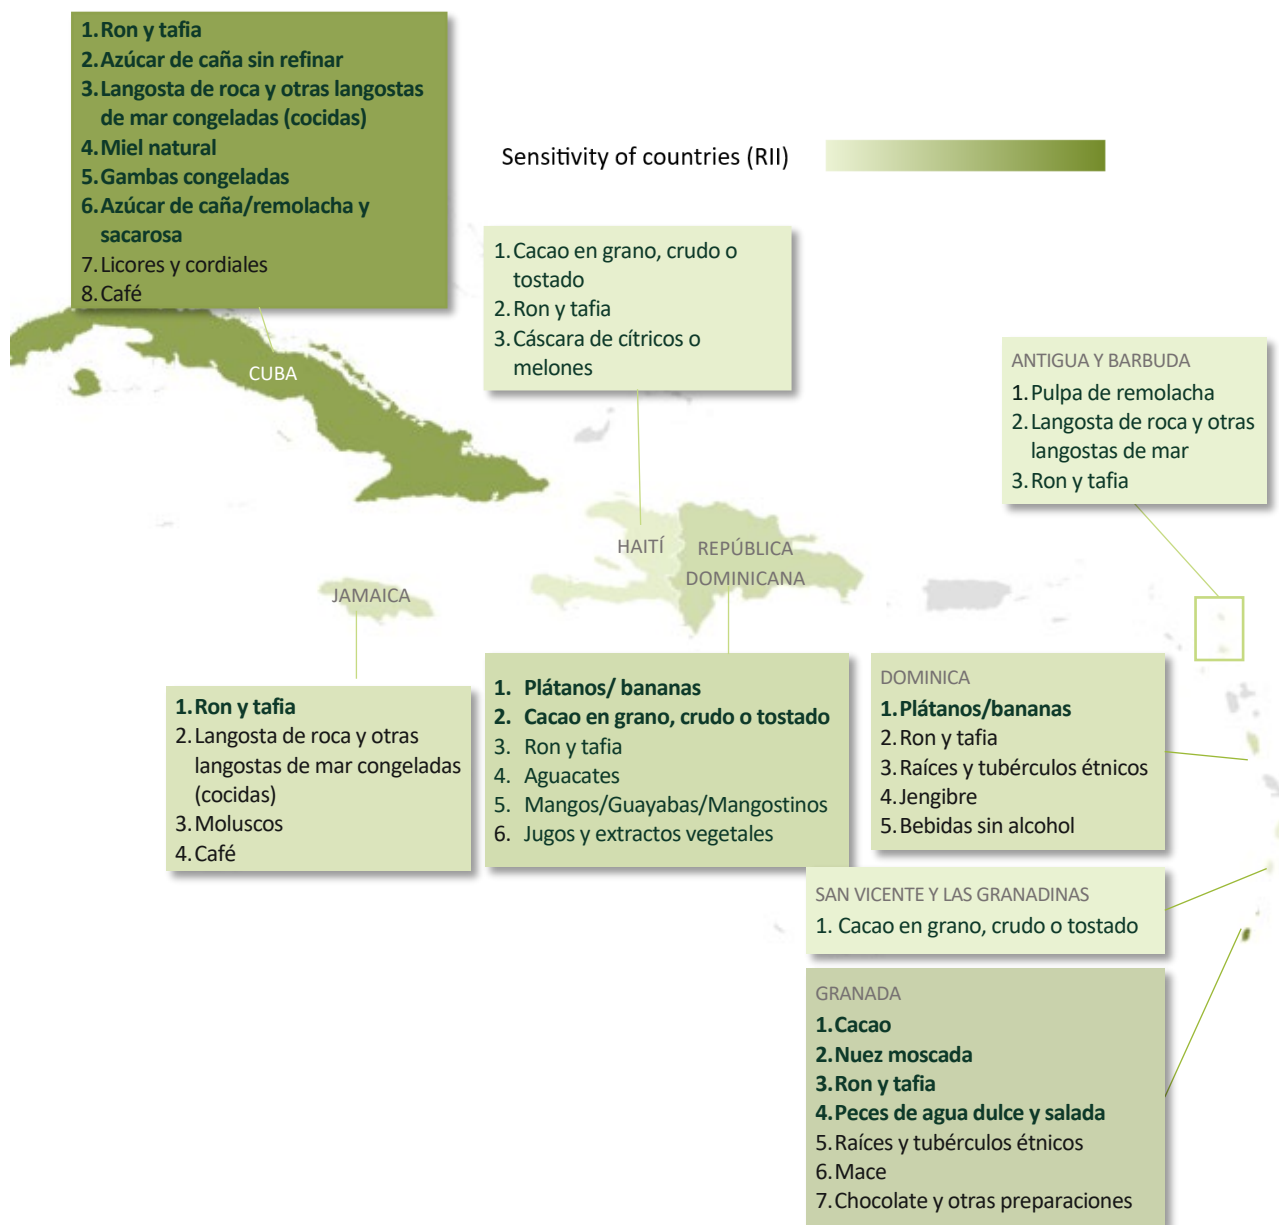 1. Ron y tafia
2. Azúcar de caña sin refinar
3. Langosta de roca y otras langostas
de mar congeladas (cocidas)
4. Miel natural
5. Gambas congeladas
6. Azúcar de caña/remolacha y
sacarosa
7. Licores y cordiales
8. Café
Sensitivity of countries (RII)
1. Cacao en grano, crudo o
tostado
2. Ron y tafia
3. Cáscara de cítricos o
melones
ANTIGUA Y BARBUDA
1. Pulpa de remolacha
2. Langosta de roca y otras
langostas de mar
3. Ron y tafia
CUBA
HAITÍ
REPÚBLICA
DOMINICANA
JAMAICA
1. Ron y tafia
2. Langosta de roca y otras
langostas de mar congeladas
(cocidas)
3. Moluscos
4. Café
1. Plátanos/ bananas
2. Cacao en grano, crudo o tostado
3. Ron y tafia
4. Aguacates
5. Mangos/Guayabas/Mangostinos
6. Jugos y extractos vegetales
DOMINICA
1. Plátanos/bananas
2. Ron y tafia
3. Raíces y tubérculos étnicos
4. Jengibre
5. Bebidas sin alcohol
SAN VICENTE Y LAS GRANADINAS
1. Cacao en grano, crudo o tostado
GRANADA
1. Cacao
2. Nuez moscada
3. Ron y tafia
4. Peces de agua dulce y salada
5. Raíces y tubérculos étnicos
6. Mace
7. Chocolate y otras preparaciones